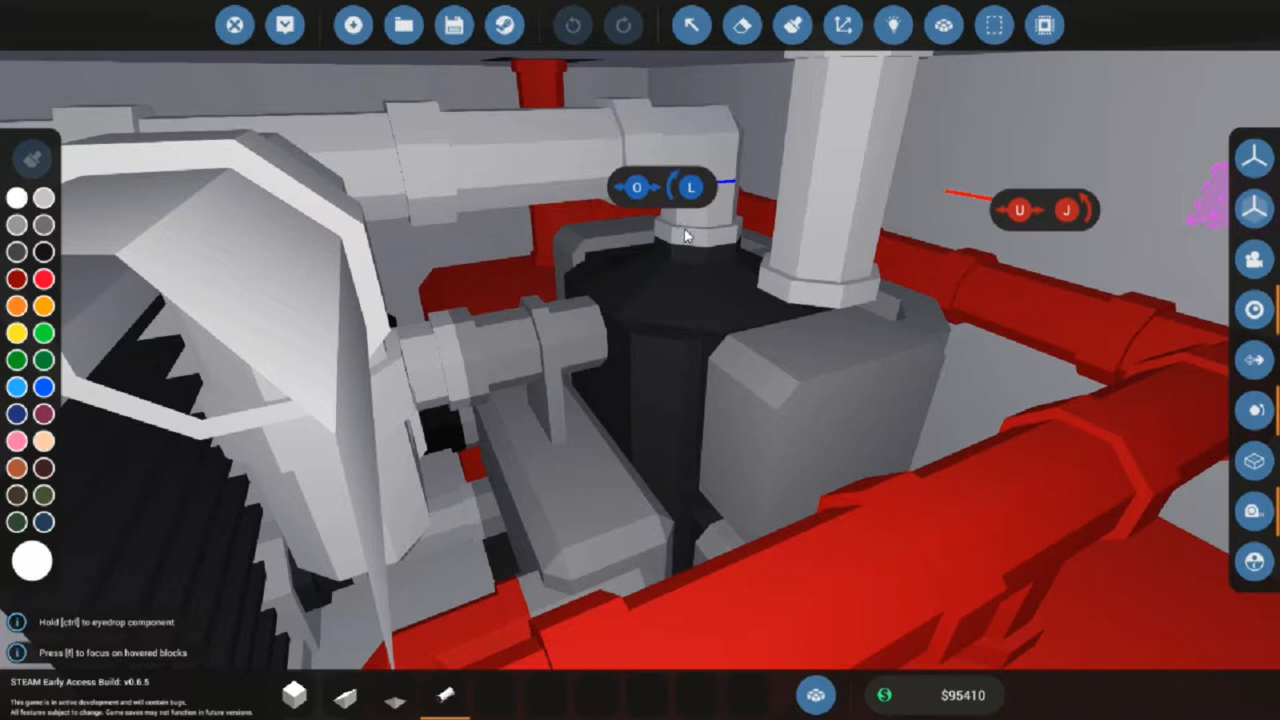 O L
U J
Hold [ctrl] to eyedrop component
Press [f] to focus on hovered blocks
STEAM Early Access Build: v0.6.5
This game is in active development and will contain bugs.
All features subject to change. Game saves may not function in future versions.
$ $95410